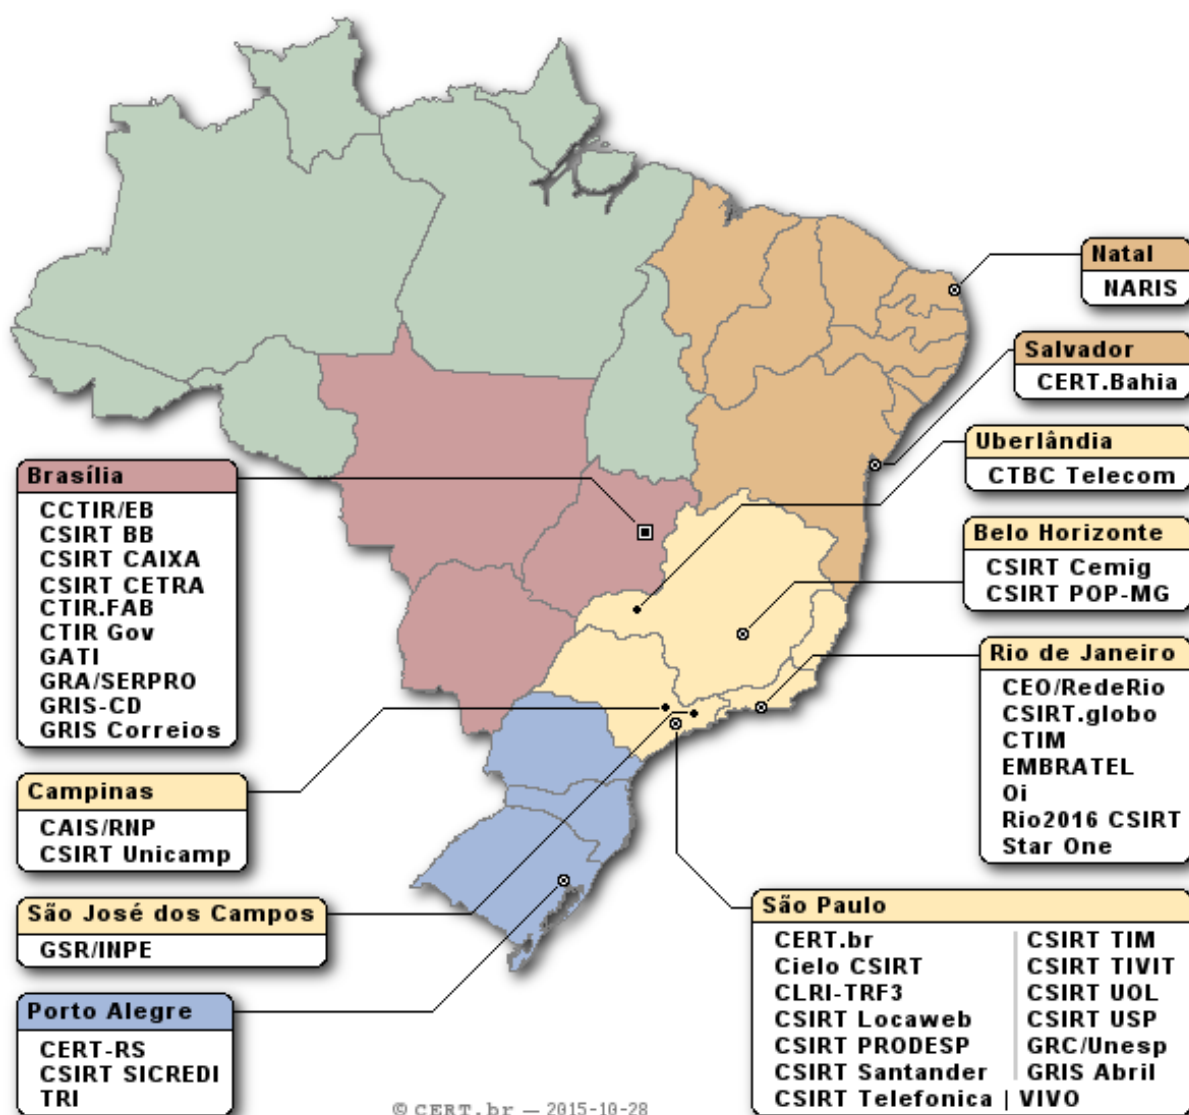 Natal
NARIS
Salvador
CERT.Bahia
Uberlândia
CTBC Telecom
Brasília
CCTIR/EB
CSIRT BB
CSIRT CAIXA
CSIRT CETRA
CTIR.FAB
CTIR Gov
GATI
GRA/SERPRO
GRIS-CD
GRIS Correios
Belo Horizonte
CSIRT Cemig
CSIRT POP-MG
Rio de Janeiro
CEO/RedeRio
CSIRT.globo
CTIM
EMBRATEL
Oi
Rio2016 CSIRT
Star One
Campinas
CAIS/RNP
CSIRT Unicamp
São José dos Campos
GSR/INPE
São Paulo
CERT.br
Cielo CSIRT
CLRI-TRF3
CSIRT Locaweb
CSIRT PRODESP
CSIRT Santander
CSIRT Telefonica | VIVO
CSIRT TIM
CSIRT TIVIT
CSIRT UOL
CSIRT USP
GRC/Unesp
GRIS Abril
Porto Alegre
CERT-RS
CSIRT SICREDI
TRI
© CERT.br — 2015-10-28